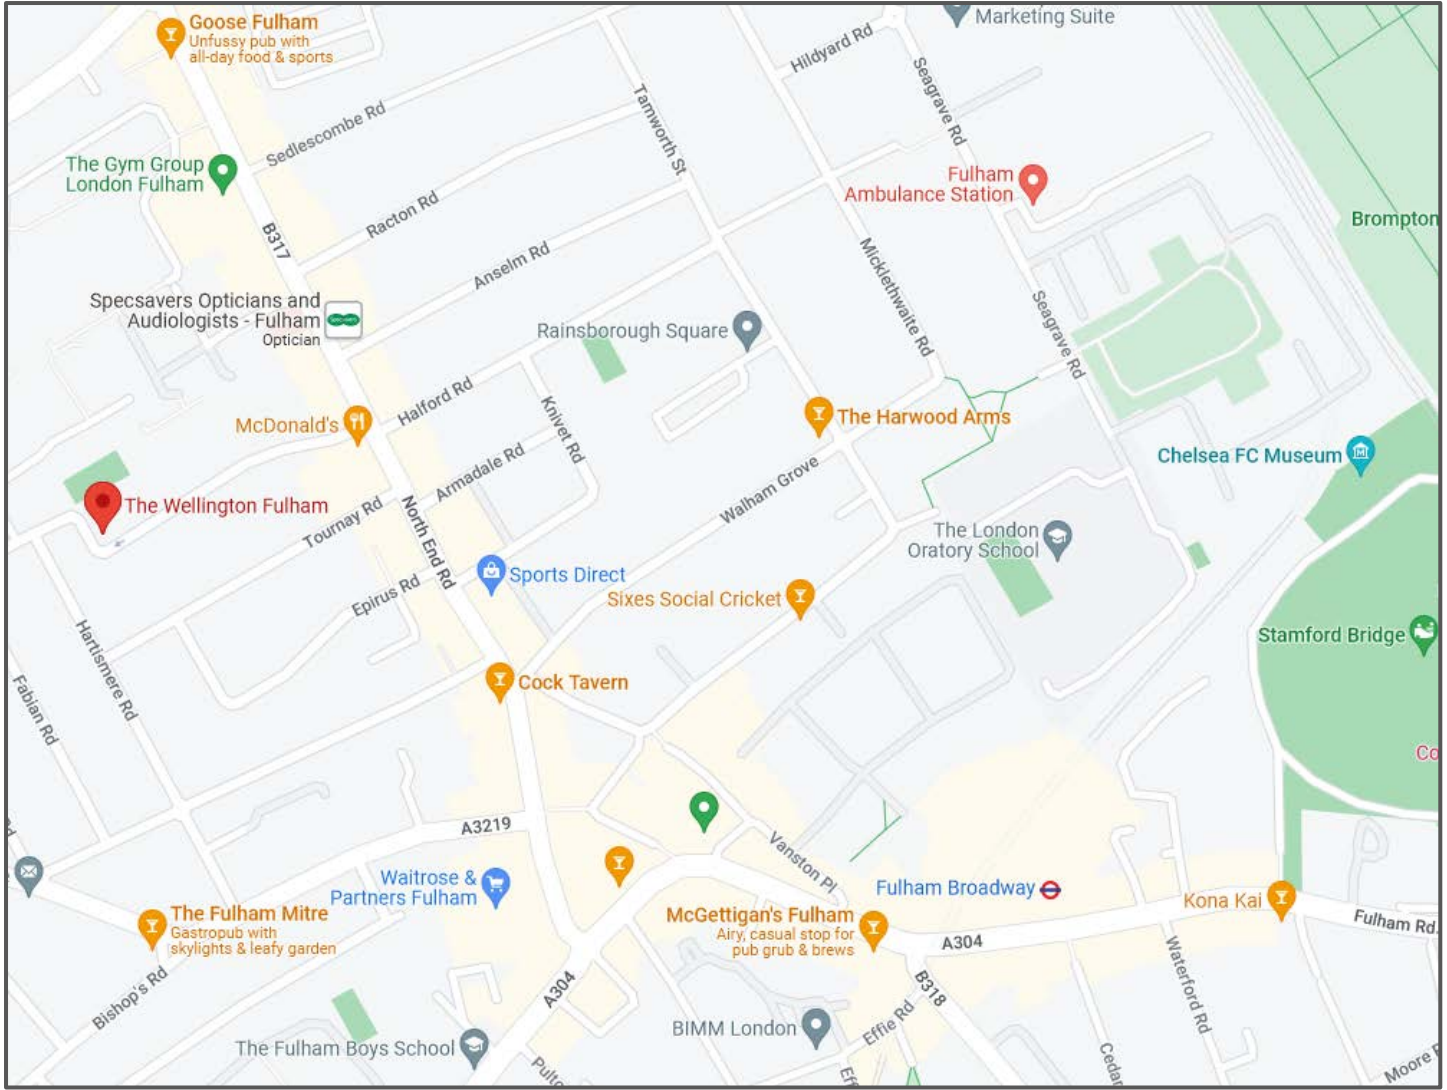 Goose Fulham
Unfussy pub with
all-day food & sports
Marketing Suite
Hildyard Rd
Seagrave Rd
Sedlescombe Rd
Tamworth St
The Gym Group
London Fulham
Fulham
Ambulance Station
Racton Rd
Brompton
B317
Anselm Rd
Micklethwaite Rd
Specsavers Opticians and
Audiologists - Fulham
Optician
Rainsborough Square
Seagrave Rd
Halford Rd
McDonald's
Knivet Rd
The Harwood Arms
Armadale Rd
Chelsea FC Museum
Walham Grove
The Wellington Fulham
Tournay Rd
North End Rd
The London
Oratory School
Sports Direct
Epirus Rd
Sixes Social Cricket
Stamford Bridge
Hartismere Rd
Fabian Rd
Cock Tavern
Co
A3219
Vanston Pl
Waitrose &
Partners Fulham
Fulham Broadway
Kona Kai
The Fulham Mitre
Gastropub with
skylights & leafy garden
McGettigan's Fulham
Airy, casual stop for
pub grub & brews
Fulham Rd.
A304
Bishop's Rd
A304
B318
Waterford Rd
BIMM London
Effie Rd
The Fulham Boys School
Pulto
Eff
Cedar
Moore